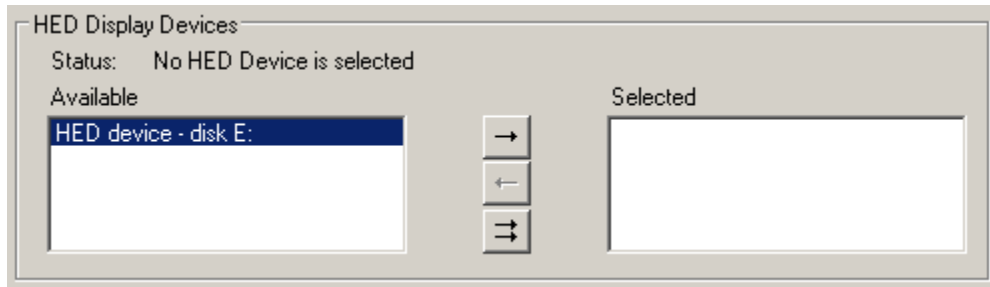 HED Display Devices
Status: No HED Device is selected
Available
Selected
HED device - disk E: